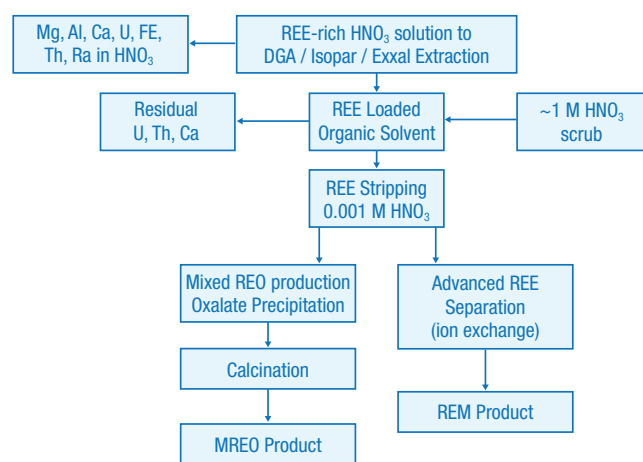 Mg, Al, Ca, U, FE,
Th, Ra in HNO₃
REE-rich HNO₃ solution to
DGA / Isopar / Exxal Extraction
Residual
U, Th, Ca
REE Loaded
Organic Solvent
~1 M HNO₃
scrub
REE Stripping
0.001 M HNO₃
Mixed REO production
Oxalate Precipitation
Advanced REE
Separation
(ion exchange)
Calcination
REM Product
MREO Product